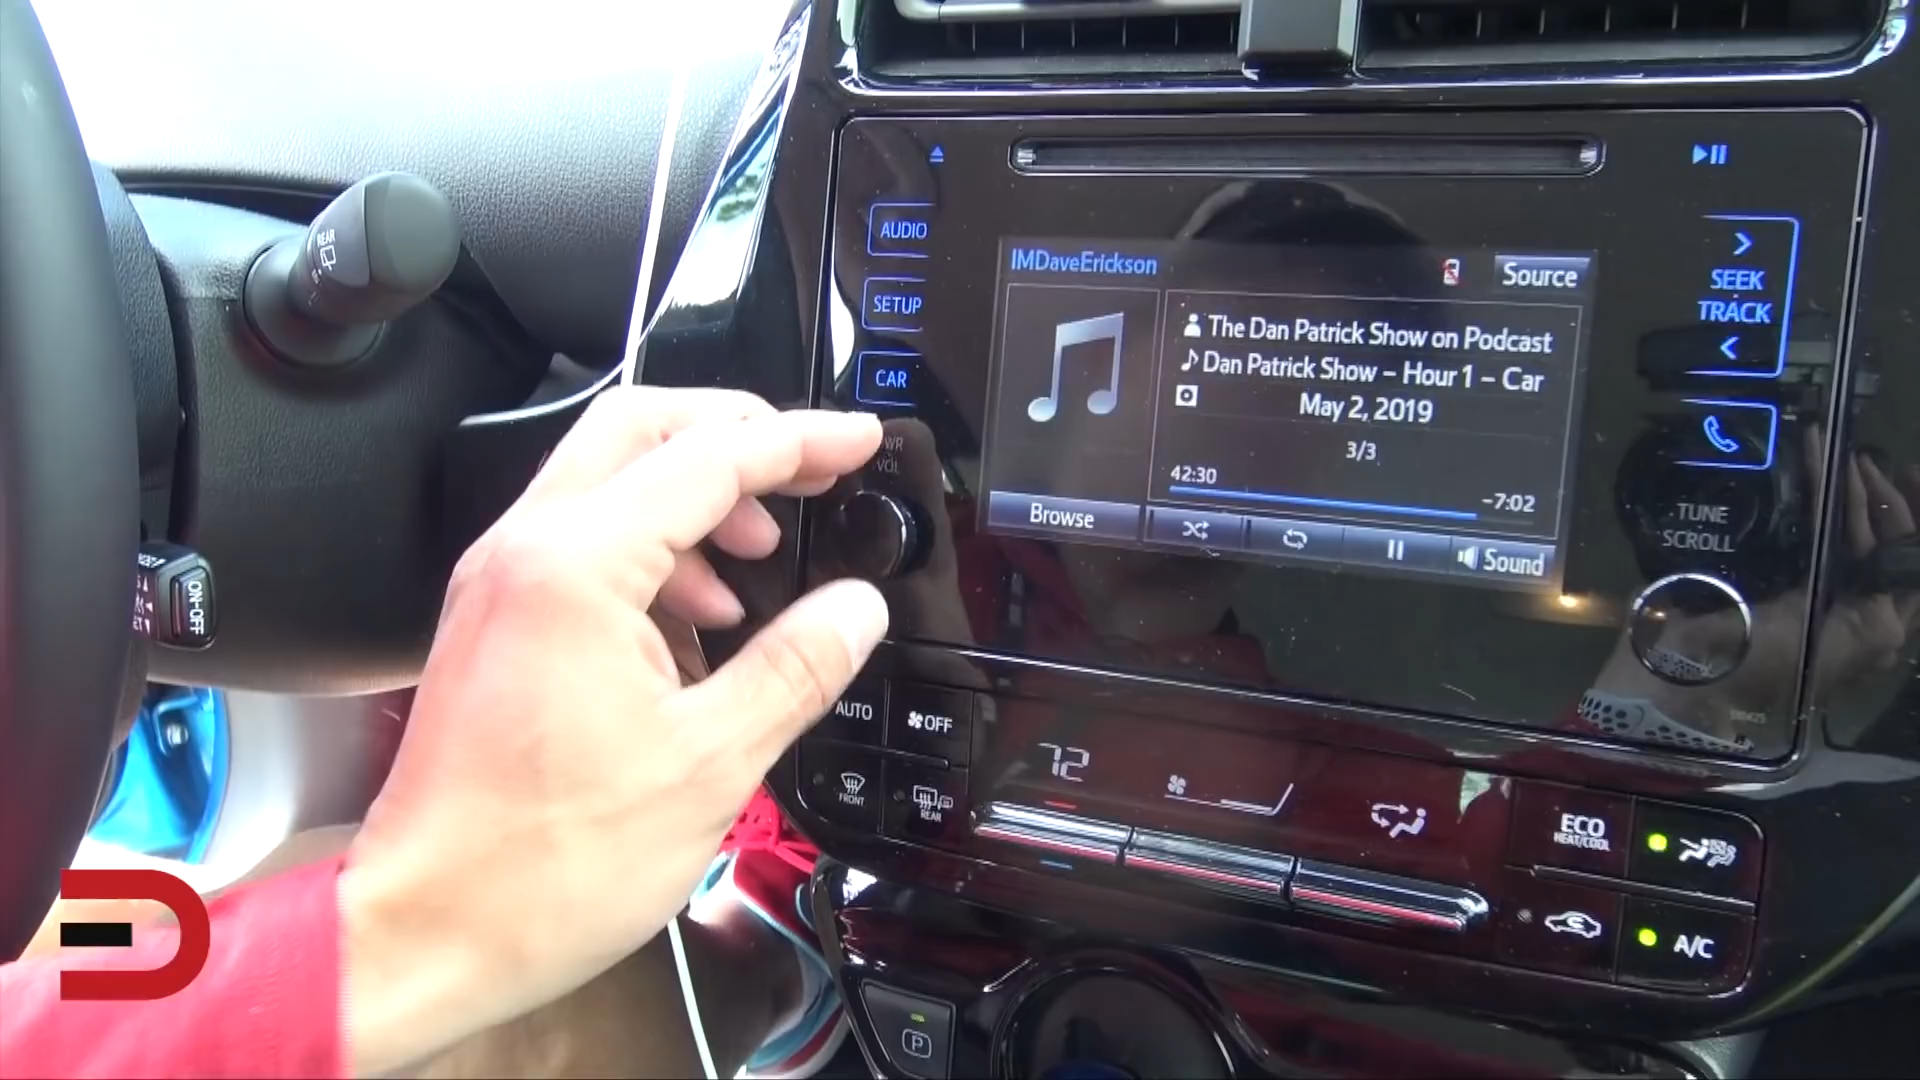 REAR
ON-OFF
AUDIO
SETUP
CAR
VOL
IMDaveErickson
Source
The Dan Patrick Show on Podcast
Dan Patrick Show – Hour 1 – Car
May 2, 2019
3/3
42:30
-7:02
Browse
Sound
>
SEEK
TRACK
<
TUNE
SCROLL
AUTO
OFF
FRONT
REAR
72
ECO
HEAT/COOL
A/C
P